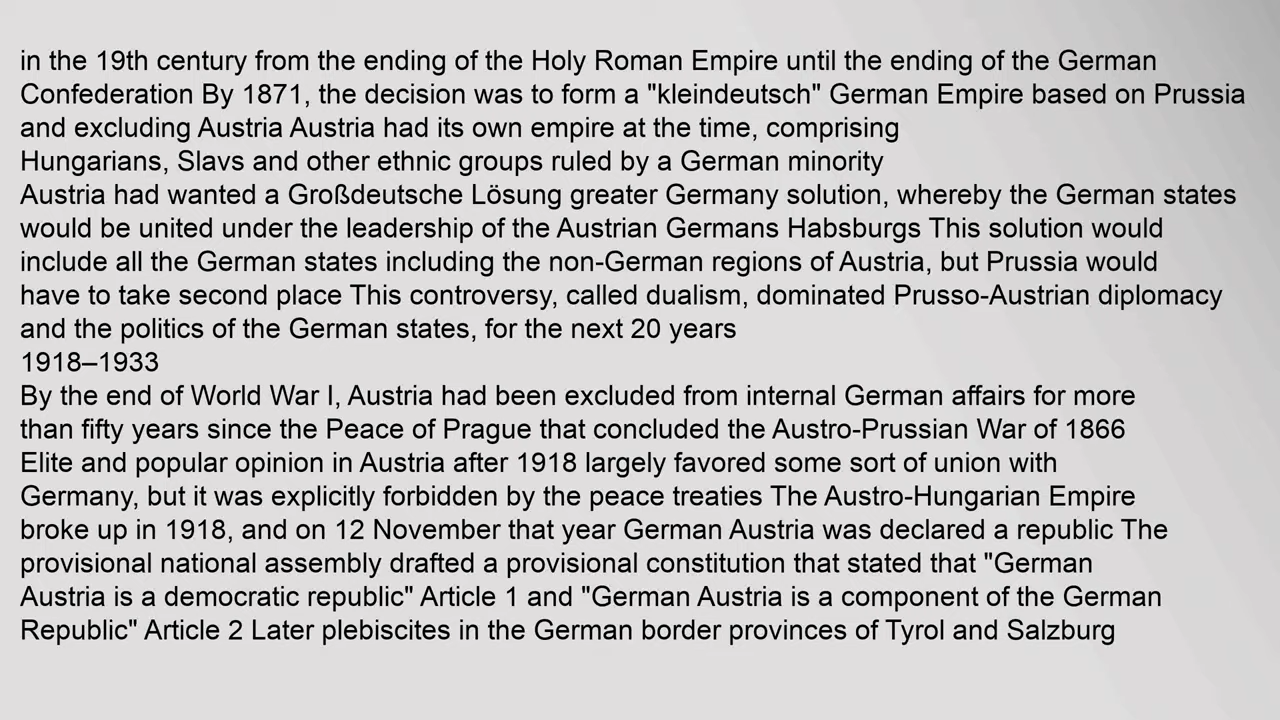 in the 19th century from the ending of the Holy Roman Empire until the ending of the German
Confederation By 1871, the decision was to form a "kleindeutsch" German Empire based on Prussia
and excluding Austria Austria had its own empire at the time, comprising
Hungarians, Slavs and other ethnic groups ruled by a German minority
Austria had wanted a Großdeutsche Lösung greater Germany solution, whereby the German states
would be united under the leadership of the Austrian Germans Habsburgs This solution would
include all the German states including the non-German regions of Austria, but Prussia would
have to take second place This controversy, called dualism, dominated Prusso-Austrian diplomacy
and the politics of the German states, for the next 20 years
1918–1933
By the end of World War I, Austria had been excluded from internal German affairs for more
than fifty years since the Peace of Prague that concluded the Austro-Prussian War of 1866
Elite and popular opinion in Austria after 1918 largely favored some sort of union with
Germany, but it was explicitly forbidden by the peace treaties The Austro-Hungarian Empire
broke up in 1918, and on 12 November that year German Austria was declared a republic The
provisional national assembly drafted a provisional constitution that stated that "German
Austria is a democratic republic" Article 1 and "German Austria is a component of the German
Republic" Article 2 Later plebiscites in the German border provinces of Tyrol and Salzburg